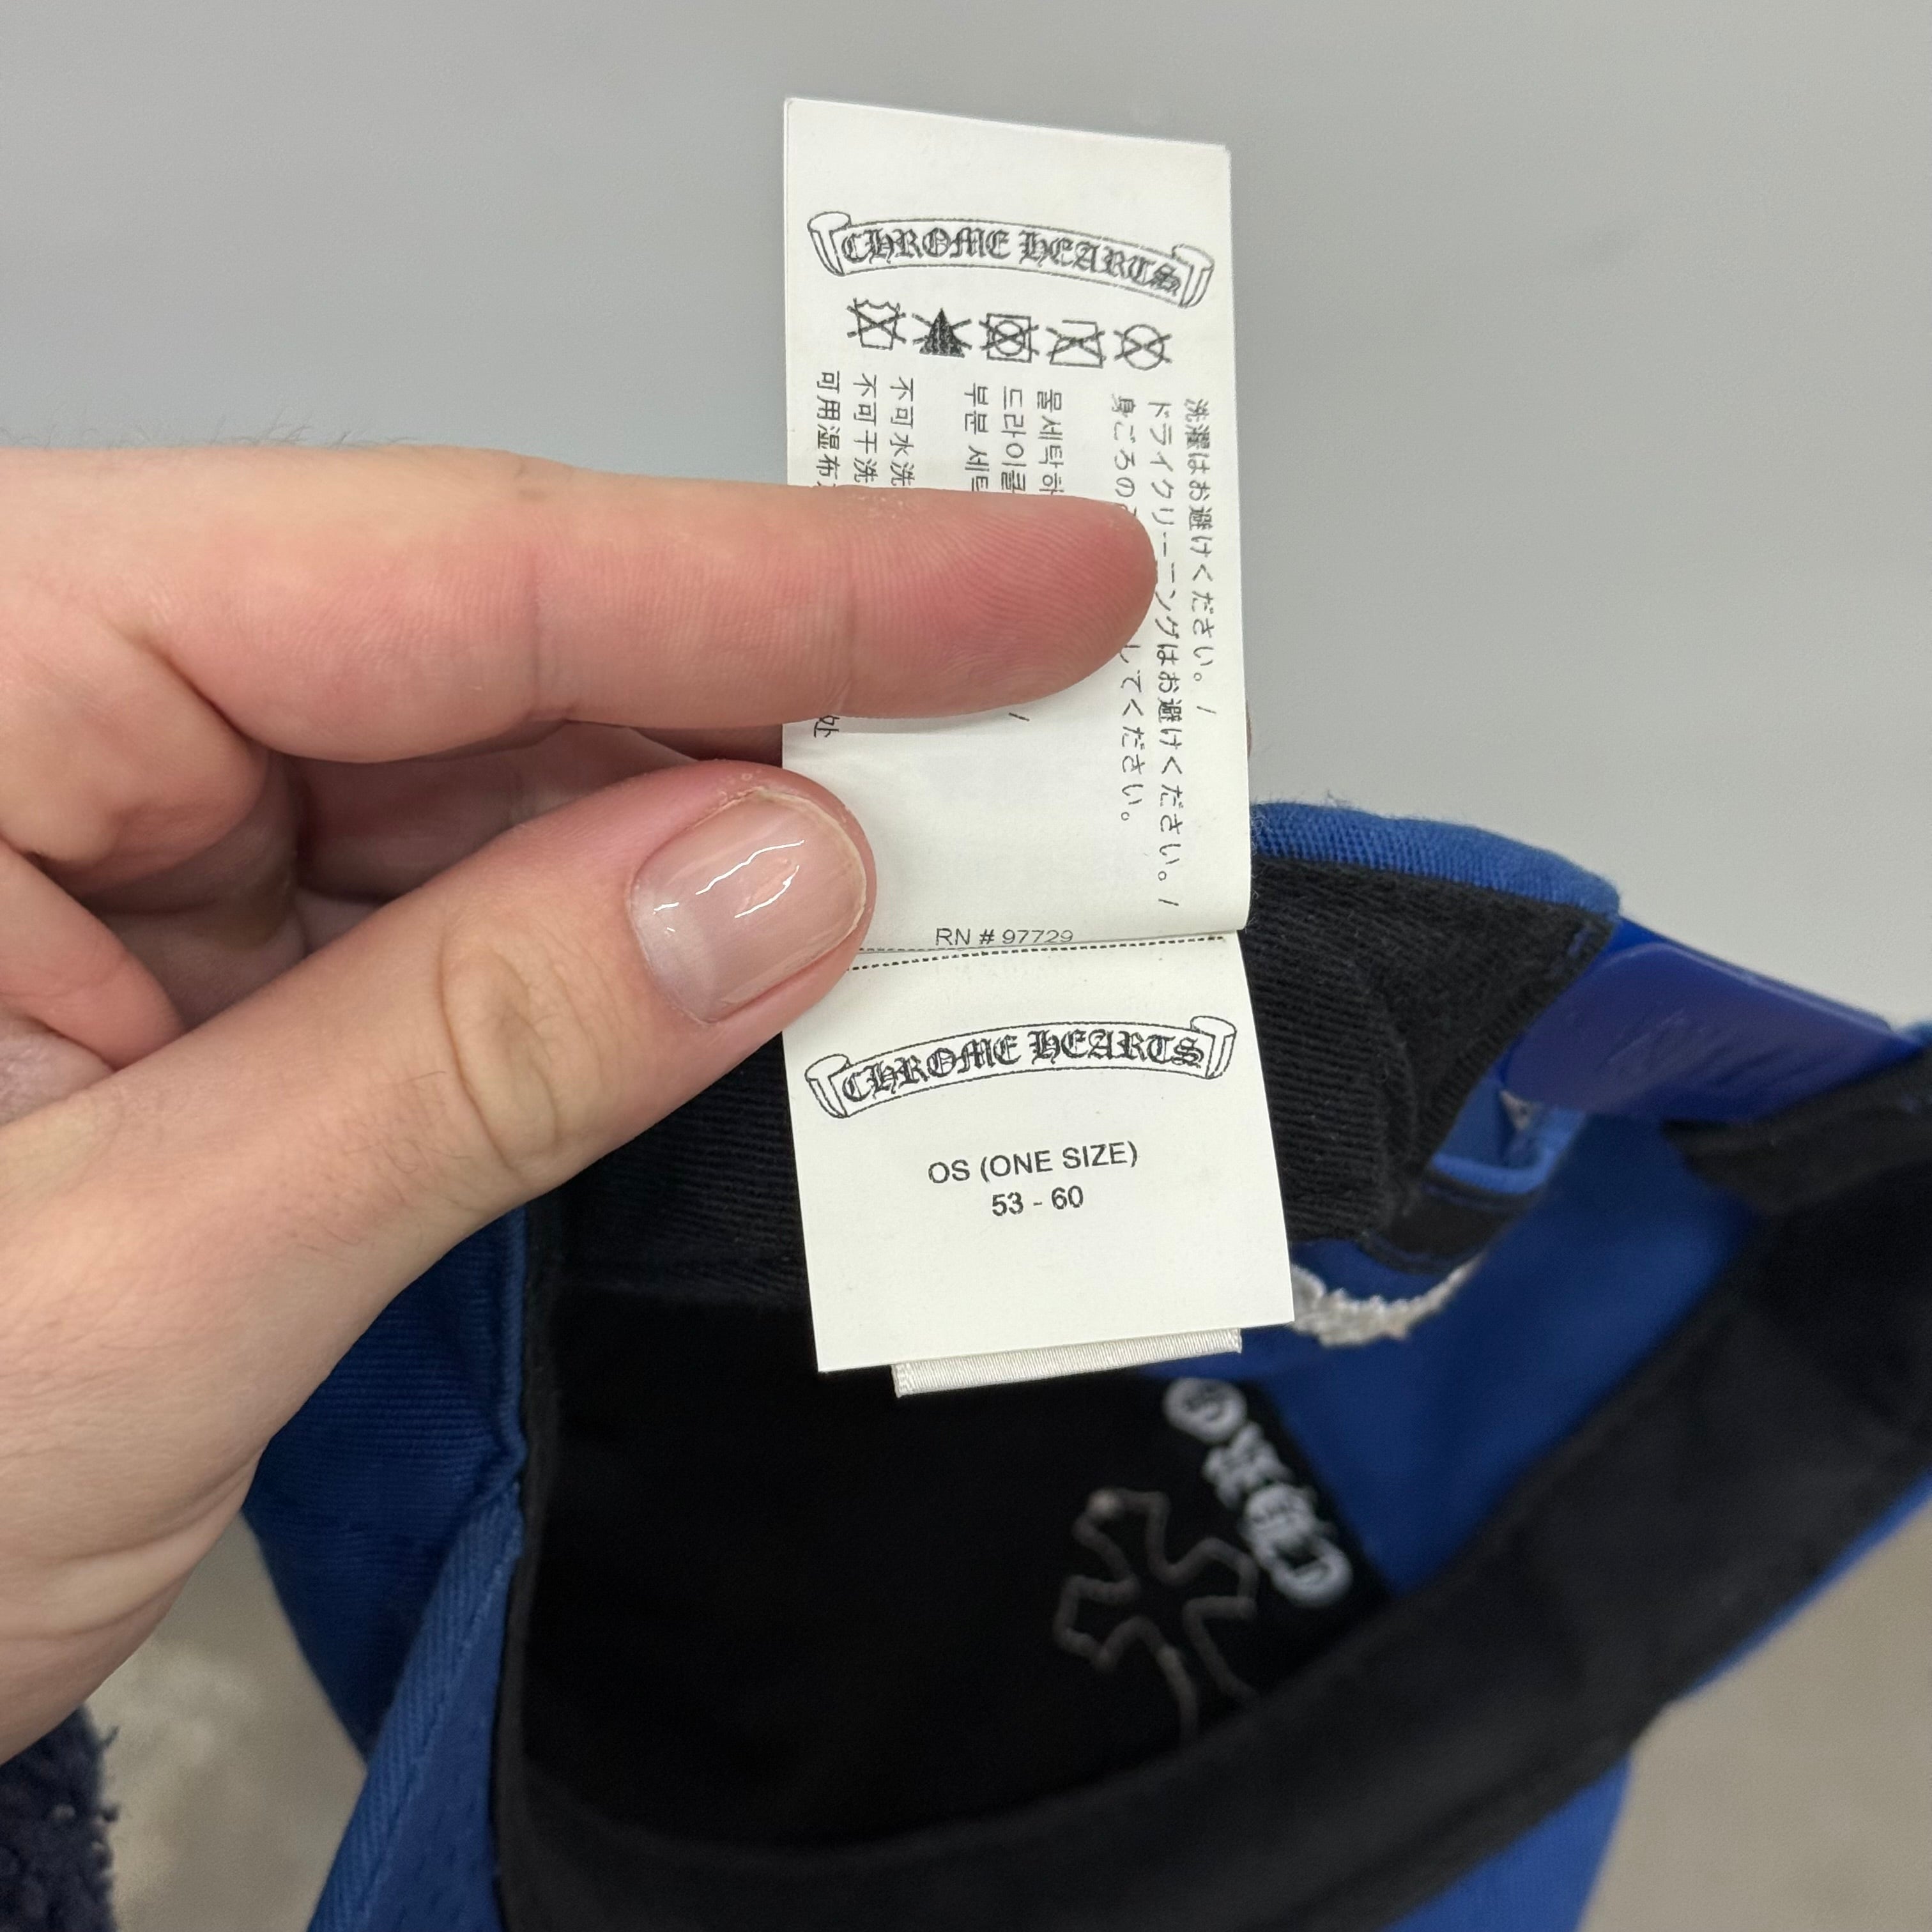 CHROME HEARTS
洗濯はお避けください。/
ドライクリーニングはお避けください。/
身ごろの
してください。
물세탁하
드라이클
/
부분 세탁
不可水洗
不可干洗
可用湿布
处
RN # 97729
CHROME HEARTS
OS (ONE SIZE)
53 - 60